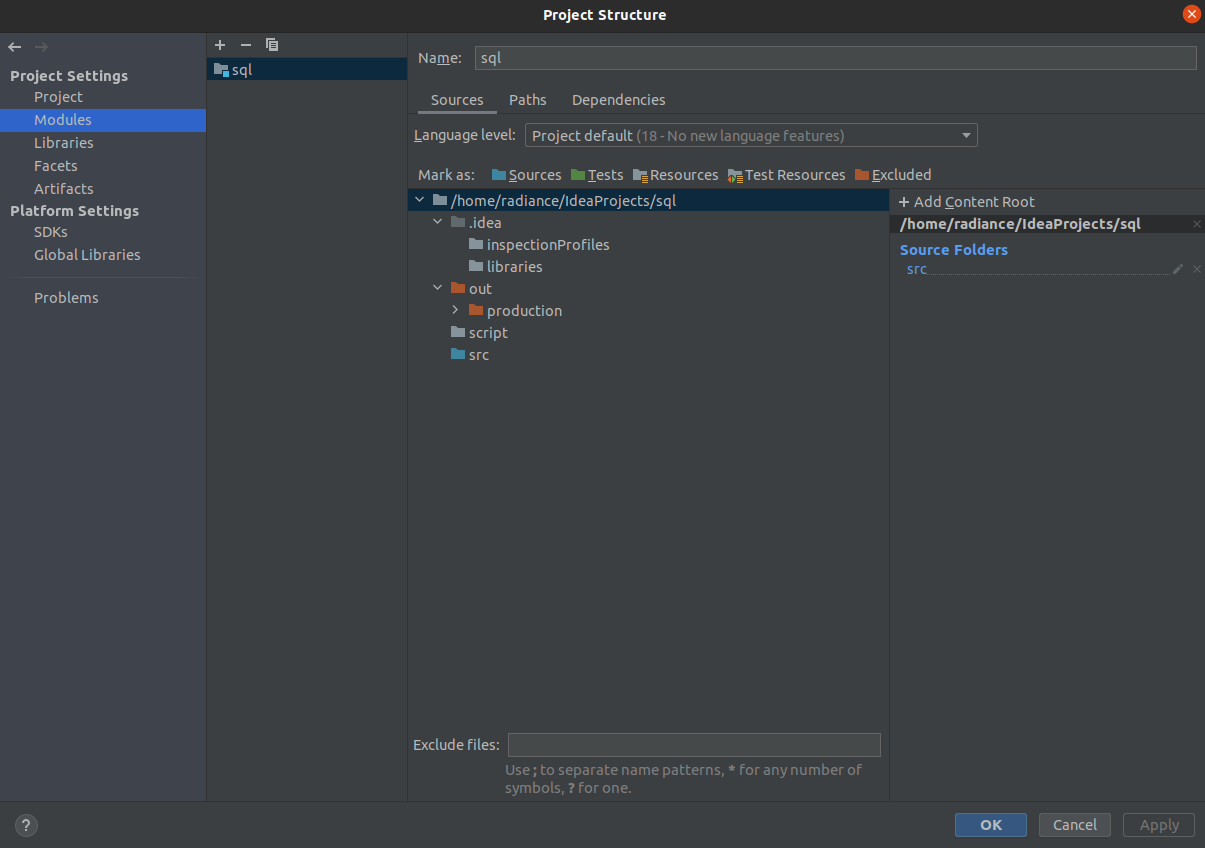 Project Structure
Project Settings
Project
Modules
Libraries
Facets
Artifacts
Platform Settings
SDKs
Global Libraries
Problems
sql
Name: sql
Sources Paths Dependencies
Language level: Project default (18 - No new language features)
Mark as: Sources Tests Resources Test Resources Excluded
/home/radiance/IdeaProjects/sql
.idea
inspectionProfiles
libraries
out
production
script
src
+ Add Content Root
/home/radiance/IdeaProjects/sql
Source Folders
src
Exclude files:
Use ; to separate name patterns, * for any number of
symbols, ? for one.
? OK Cancel Apply